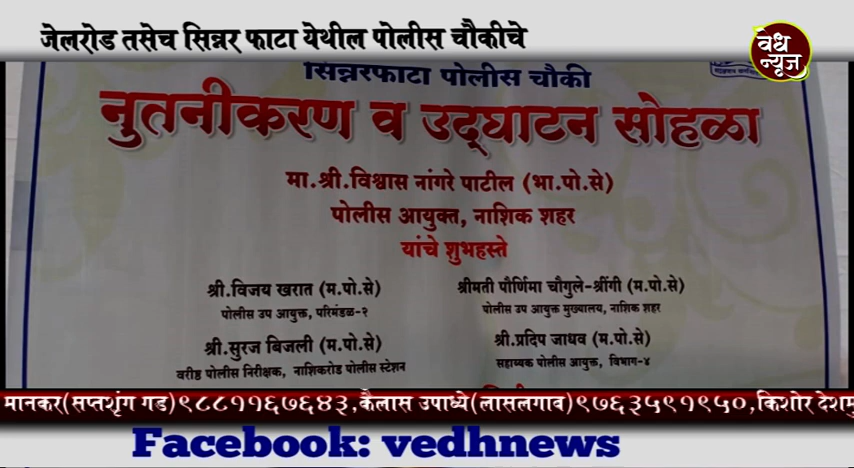 जेलरोड तसेच सिन्नर फाटा येथील पोलीस चौकीचे
वेध
न्यूज
सिन्नरफाटा पोलीस चौकी
नुतनीकरण व उद्घाटन सोहळा
मा.श्री.विश्वास नांगरे पाटील (भा.पो.से)
पोलीस आयुक्त, नाशिक शहर
यांचे शुभहस्ते
श्री.विजय खरात (म.पो.से)
पोलीस उप आयुक्त, परिमंडळ-२
श्रीमती पौर्णिमा चौगुले-श्रींगी (म.पो.से)
पोलीस उप आयुक्त मुख्यालय, नाशिक शहर
श्री.सुरज बिजली (म.पो.से)
वरीष्ठ पोलीस निरीक्षक, नाशिकरोड पोलीस स्टेशन
श्री.प्रदिप जाधव (म.पो.से)
सहाय्यक पोलीस आयुक्त, विभाग-४
मानकर(सप्तशृंग गड)९८८११६७६४३,कैलास उपाध्ये(लासलगाव)९७६३५९१९५०,किशोर देशमु
Facebook: vedhnews